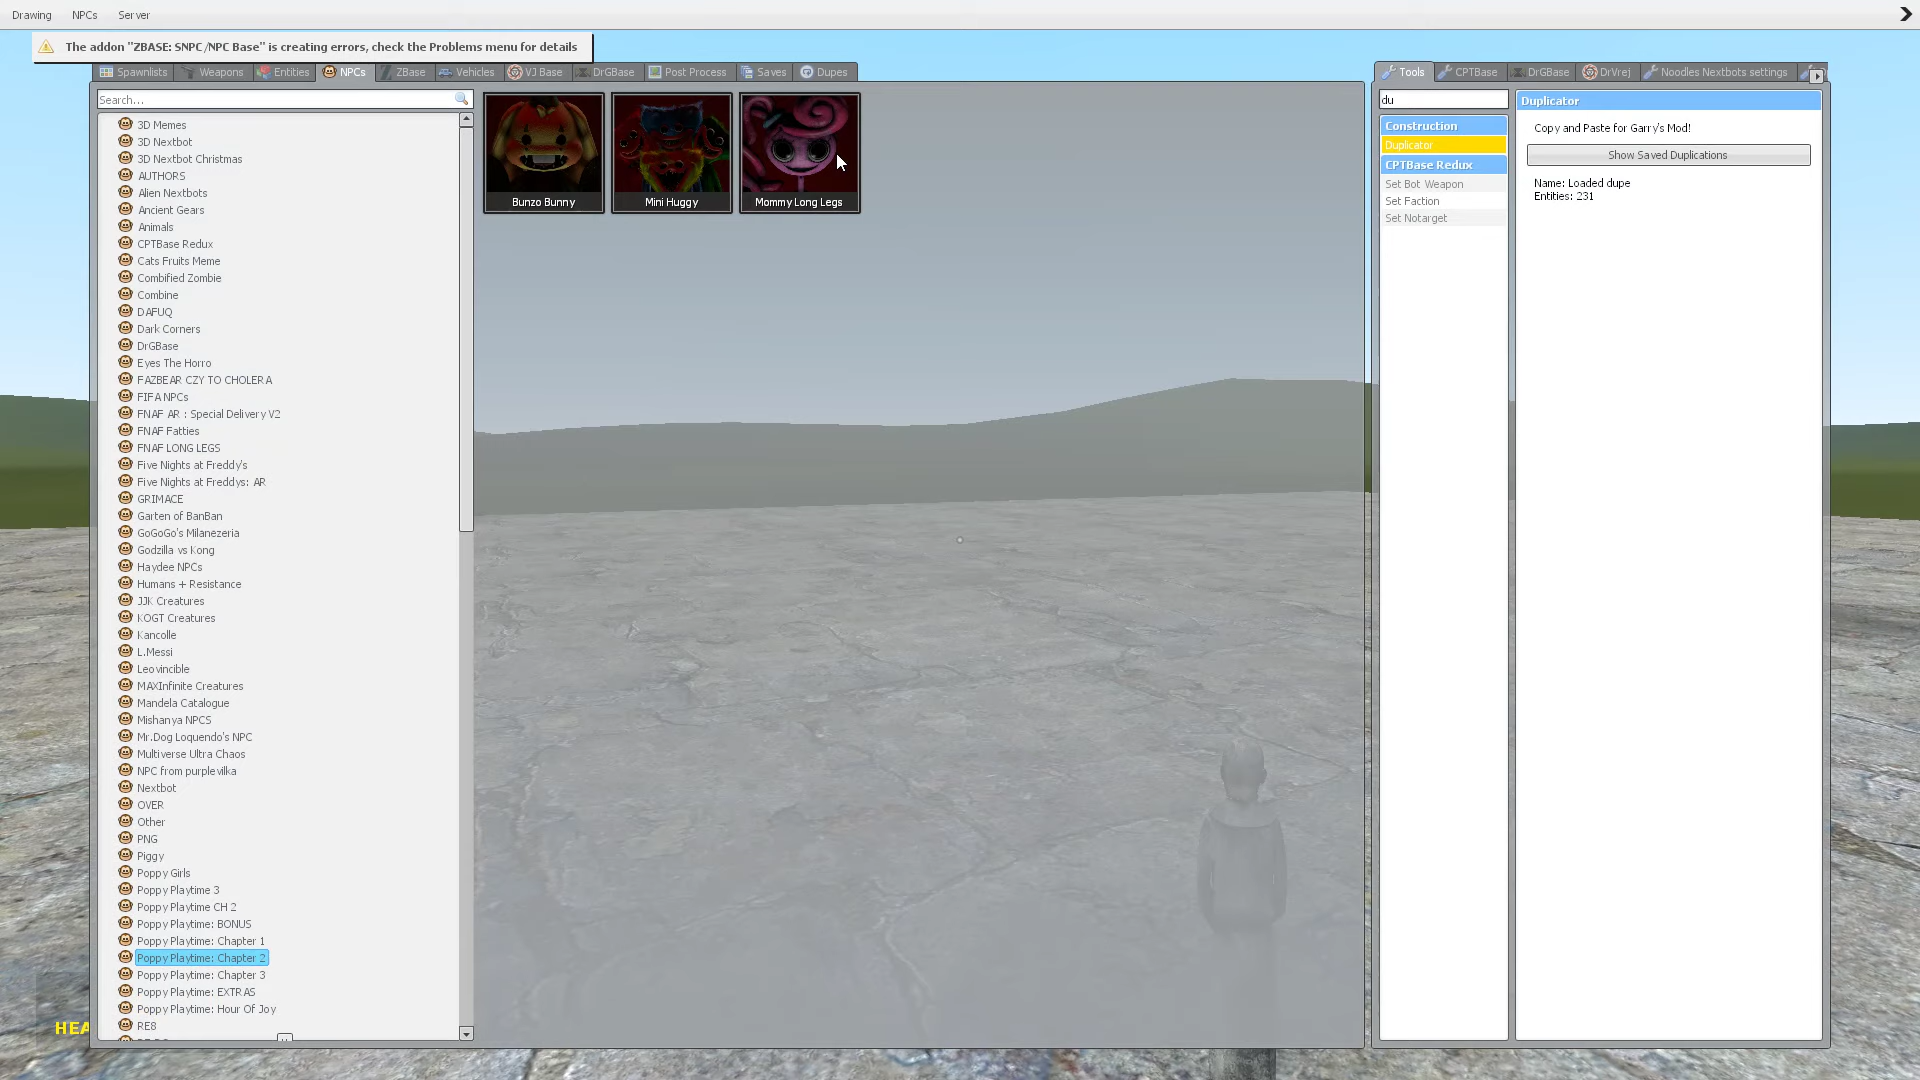 Drawing NPCs Server
The addon "ZBASE: SNPC/NPC Base" is creating errors, check the Problems menu for details
Spawnlists Weapons Entities NPCs ZBase Vehicles VJ Base DrGBase Post Process Saves Dupes
Search...
3D Memes
3D Nextbot
3D Nextbot Christmas
AUTHORS
Alien Nextbots
Ancient Gears
Animals
CPTBase Redux
Cats Fruits Meme
Combified Zombie
Combine
DAFUQ
Dark Corners
DrGBase
Eyes The Horro
FAZBEAR CZY TO CHOLERA
FIFA NPCs
FNAF AR : Special Delivery V2
FNAF Fatties
FNAF LONG LEGS
Five Nights at Freddy's
Five Nights at Freddys: AR
GRIMACE
Garten of BanBan
GoGoGo's Milanezeria
Godzilla vs Kong
Haydee NPCs
Humans + Resistance
JJK Creatures
KOGT Creatures
Kancolle
L.Messi
Leovincible
MAXInfinite Creatures
Mandela Catalogue
Mishanya NPCS
Mr.Dog Loquendo's NPC
Multiverse Ultra Chaos
NPC from purplevilka
Nextbot
OVER
Other
PNG
Piggy
Poppy Girls
Poppy Playtime 3
Poppy Playtime CH 2
Poppy Playtime: BONUS
Poppy Playtime: Chapter 1
Poppy Playtime: Chapter 2
Poppy Playtime: Chapter 3
Poppy Playtime: EXTRAS
Poppy Playtime: Hour Of Joy
RE8
HEA
Bunzo Bunny Mini Huggy Mommy Long Legs
Tools CPTBase DrGBase DrVrej Noodles Nextbots settings
du
Construction
Duplicator
CPTBase Redux
Set Bot Weapon
Set Faction
Set Notarget
Duplicator
Copy and Paste for Garry's Mod!
Show Saved Duplications
Name: Loaded dupe
Entities: 231